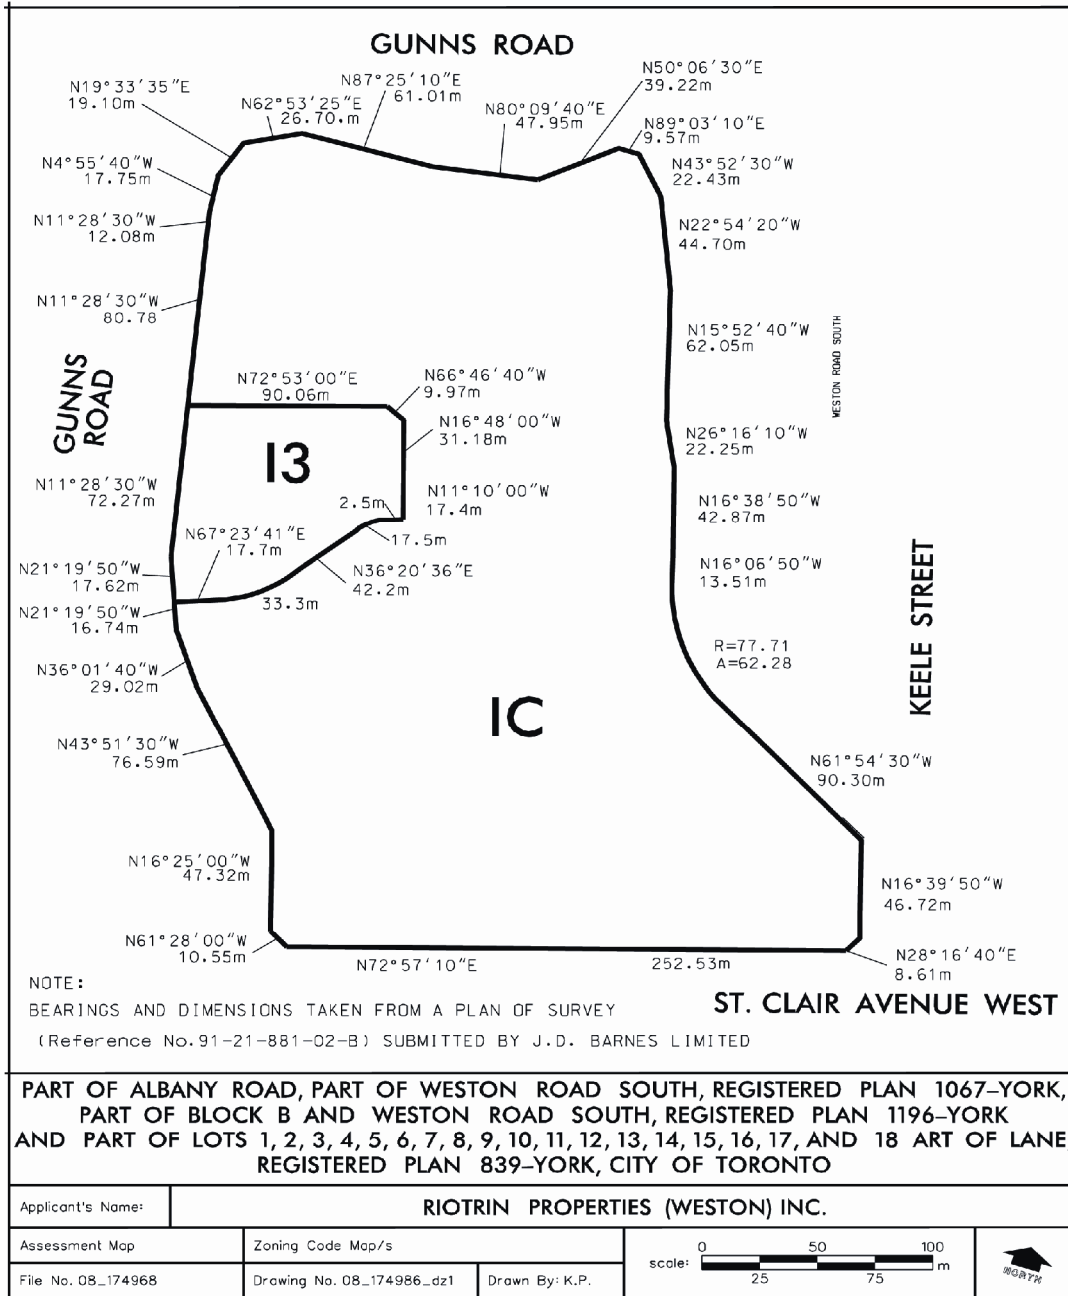 GUNNS ROAD
N19°33'35"E
19.10m
N62°53'25"E
26.70.m
N87°25'10"E
61.01m
N80°09'40"E
47.95m
N50°06'30"E
39.22m
N89°03'10"E
9.57m
N4°55'40"W
17.75m
N43°52'30"W
22.43m
N11°28'30"W
12.08m
N22°54'20"W
44.70m
N11°28'30"W
80.78
N15°52'40"W
62.05m
WESTON ROAD SOUTH
GUNNS
ROAD
N72°53'00"E
90.06m
N66°46'40"W
9.97m
N16°48'00"W
31.18m
N26°16'10"W
22.25m
I3
N11°28'30"W
72.27m
2.5m
N11°10'00"W
17.4m
N16°38'50"W
42.87m
N67°23'41"E
17.7m
17.5m
N21°19'50"W
17.62m
N36°20'36"E
42.2m
N16°06'50"W
13.51m
KEELE STREET
N21°19'50"W
16.74m
33.3m
R=77.71
A=62.28
N36°01'40"W
29.02m
IC
N43°51'30"W
76.59m
N61°54'30"W
90.30m
N16°25'00"W
47.32m
N16°39'50"W
46.72m
N61°28'00"W
10.55m
N72°57'10"E
252.53m
N28°16'40"E
8.61m
NOTE:
BEARINGS AND DIMENSIONS TAKEN FROM A PLAN OF SURVEY
(Reference No.91-21-881-02-B) SUBMITTED BY J.D. BARNES LIMITED
ST. CLAIR AVENUE WEST
PART OF ALBANY ROAD, PART OF WESTON ROAD SOUTH, REGISTERED PLAN 1067-YORK,
PART OF BLOCK B AND WESTON ROAD SOUTH, REGISTERED PLAN 1196-YORK
AND PART OF LOTS 1, 2, 3, 4, 5, 6, 7, 8, 9, 10, 11, 12, 13, 14, 15, 16, 17, AND 18 ART OF LANE
REGISTERED PLAN 839-YORK, CITY OF TORONTO
Applicant's Name:
RIOTRIN PROPERTIES (WESTON) INC.
Assessment Map
Zoning Code Map/s
File No. 08_174968
Drawing No. 08_174986_dz1
Drawn By: K.P.
scale:
0 50 100
m
25 75
NORTH